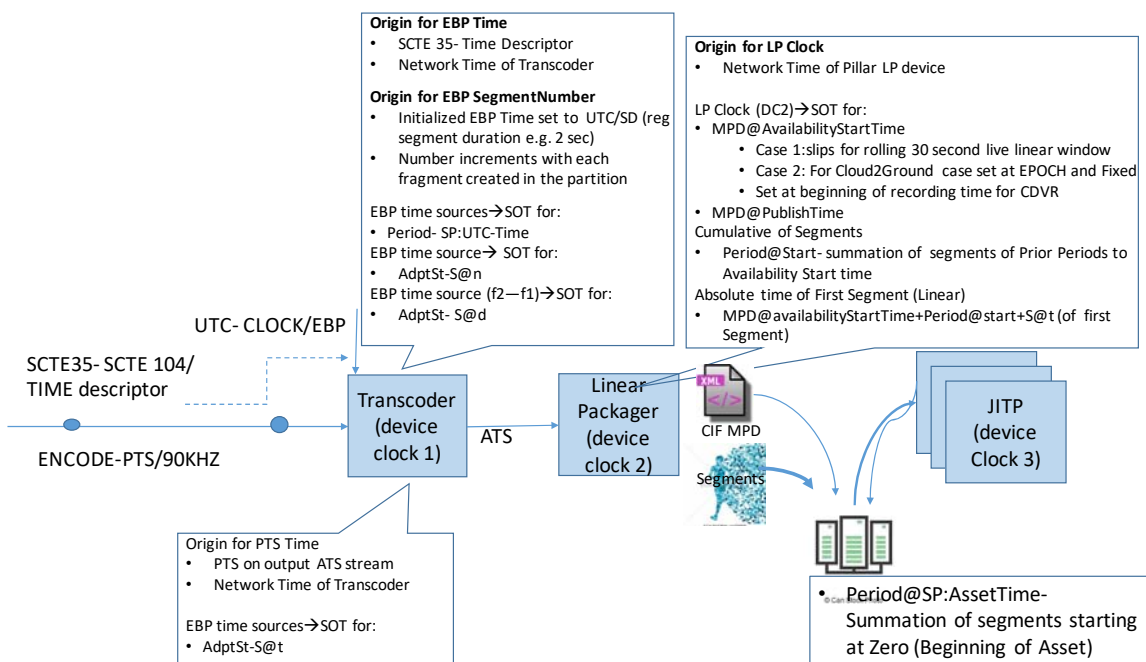 Origin for EBP Time
• SCTE 35- Time Descriptor
• Network Time of Transcoder
Origin for EBP SegmentNumber
• Initialized EBP Time set to UTC/SD (reg
segment duration e.g. 2 sec)
• Number increments with each
fragment created in the partition
EBP time sources→SOT for:
• Period- SP:UTC-Time
EBP time source→ SOT for:
• AdptSt-S@n
EBP time source (f2—f1)→SOT for:
• AdptSt- S@d
Origin for LP Clock
• Network Time of Pillar LP device
LP Clock (DC2)→SOT for:
• MPD@AvailabilityStartTime
• Case 1:slips for rolling 30 second live linear
window
• Case 2: For Cloud2Ground case set at EPOCH and Fixed
• Set at beginning of recording time for CDVR
• MPD@PublishTime
Cumulative of Segments
• Period@Start- summation of segments of Prior Periods to
Availability Start time
Absolute time of First Segment (Linear)
• MPD@availabilityStartTime+Period@start+S@t (of first
Segment)
UTC- CLOCK/EBP
SCTE35- SCTE 104/
TIME descriptor
ENCODE-PTS/90KHZ
Transcoder
(device
clock 1)
ATS
Linear
Packager
(device
clock 2)
XML
</>
CIF MPD
Segments
JITP
(device
Clock 3)
Origin for PTS Time
• PTS on output ATS stream
• Network Time of Transcoder
EBP time sources→SOT for:
• AdptSt-S@t
© Can Stock Photo
• Period@SP:AssetTime-
Summation of segments starting
at Zero (Beginning of Asset)